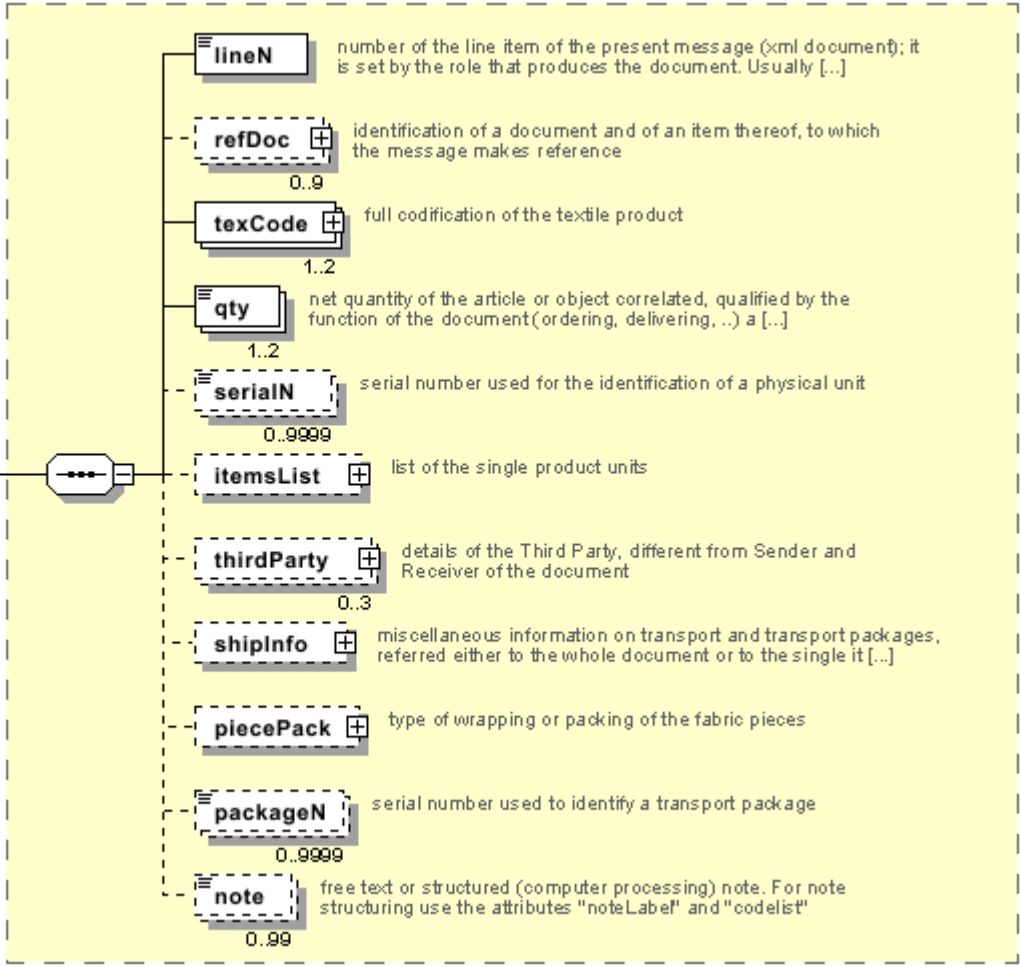 lineN
number of the line item of the present message (xml document); it
is set by the role that produces the document. Usually [...]
refDoc
identification of a document and of an item thereof, to which
the message makes reference
0..9
texCode
full codification of the textile product
1..2
qty
net quantity of the article or object correlated, qualified by the
function of the document (ordering, delivering, ..) a [...]
1..2
serialN
serial number used for the identification of a physical unit
0..9999
itemsList
list of the single product units
thirdParty
details of the Third Party, different from Sender and
Receiver of the document
0..3
shipInfo
miscellaneous information on transport and transport packages,
referred either to the whole document or to the single it [...]
piecePack
type of wrapping or packing of the fabric pieces
packageN
serial number used to identify a transport package
0..9999
note
free text or structured (computer processing) note. For note
structuring use the attributes "noteLabel" and "codelist"
0..99